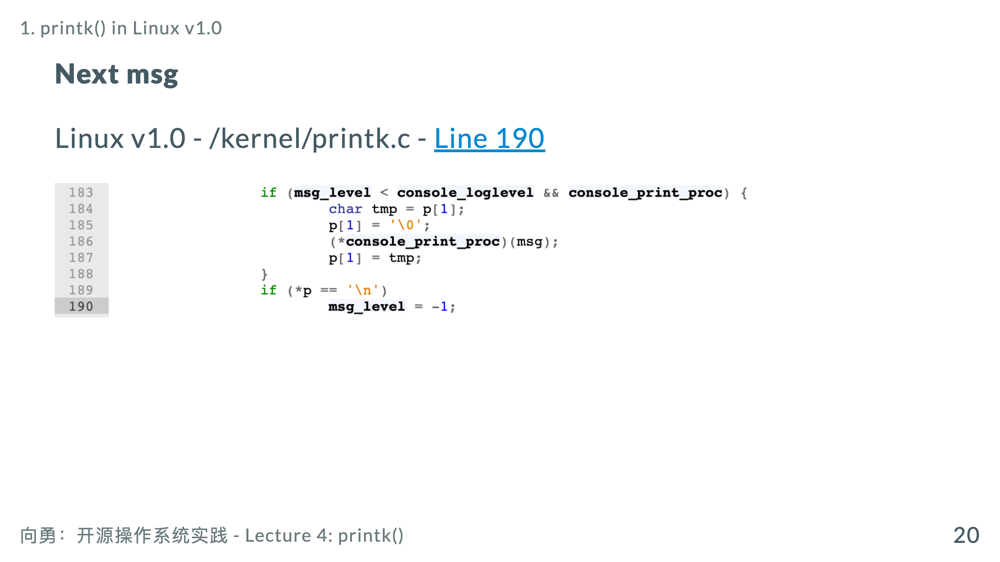 1. printk() in Linux v1.0
Next msg
Linux v1.0 - /kernel/printk.c - Line 190
183 if (msg_level < console_loglevel && console_print_proc) {
184 char tmp = p[1];
185 p[1] = '\0';
186 (*console_print_proc)(msg);
187 p[1] = tmp;
188 }
189 if (*p == '\n')
190 msg_level = -1;
向勇：开源操作系统实践 - Lecture 4: printk()
20